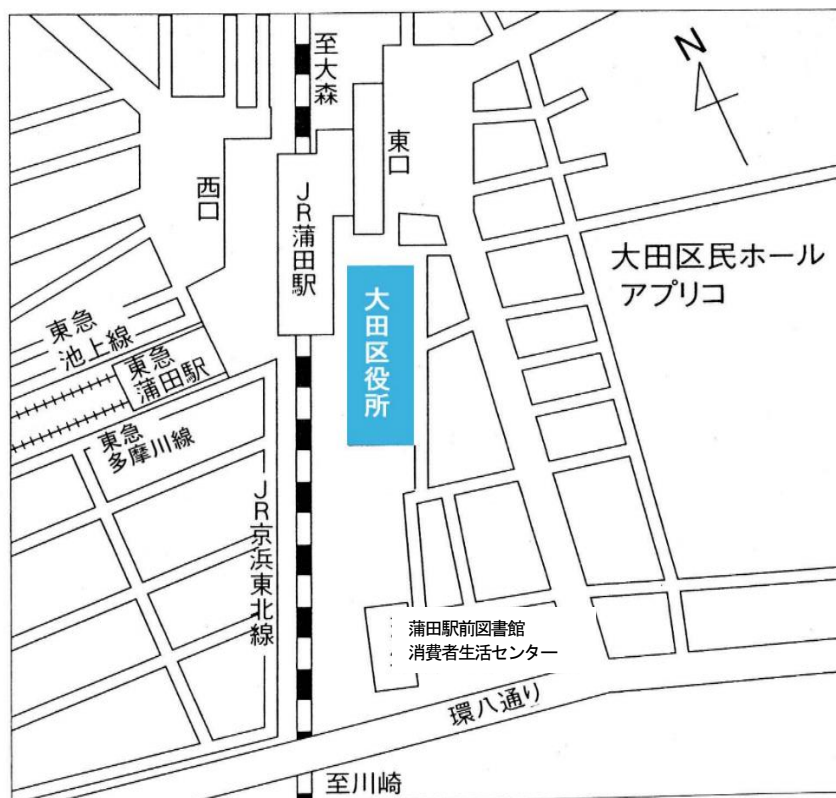 至大森
N
東口
西口
JR蒲田駅
大田区民ホール
アプリコ
大田区役所
東急
池上線
東急
蒲田駅
東急
多摩川線
JR京浜東北線
蒲田駅前図書館
消費者生活センター
環八通り
至川崎